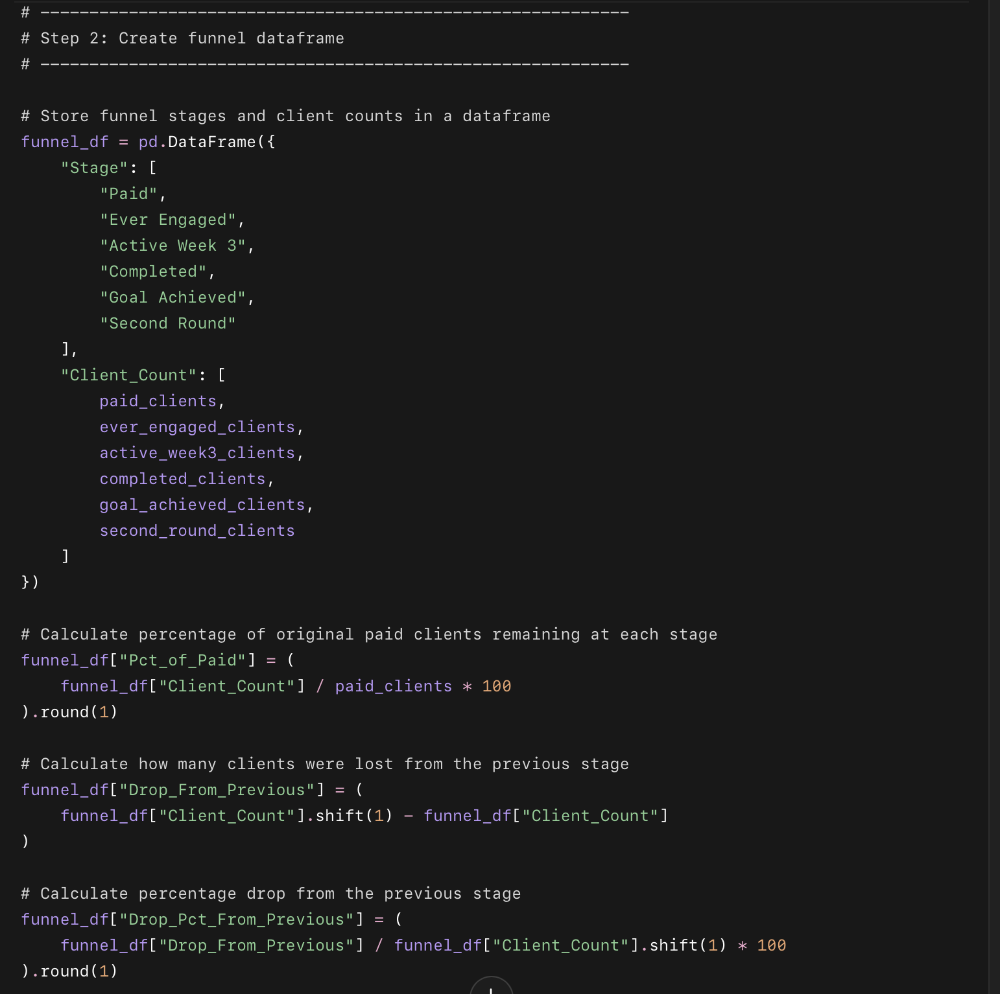 # ————————————————————————————————————————————————————————————
# Step 2: Create funnel dataframe
# ————————————————————————————————————————————————————————————

# Store funnel stages and client counts in a dataframe
funnel_df = pd.DataFrame({
    "Stage": [
        "Paid",
        "Ever Engaged",
        "Active Week 3",
        "Completed",
        "Goal Achieved",
        "Second Round"
    ],
    "Client_Count": [
        paid_clients,
        ever_engaged_clients,
        active_week3_clients,
        completed_clients,
        goal_achieved_clients,
        second_round_clients
    ]
})

# Calculate percentage of original paid clients remaining at each stage
funnel_df["Pct_of_Paid"] = (
    funnel_df["Client_Count"] / paid_clients * 100
).round(1)

# Calculate how many clients were lost from the previous stage
funnel_df["Drop_From_Previous"] = (
    funnel_df["Client_Count"].shift(1) - funnel_df["Client_Count"]
)

# Calculate percentage drop from the previous stage
funnel_df["Drop_Pct_From_Previous"] = (
    funnel_df["Drop_From_Previous"] / funnel_df["Client_Count"].shift(1) * 100
).round(1)